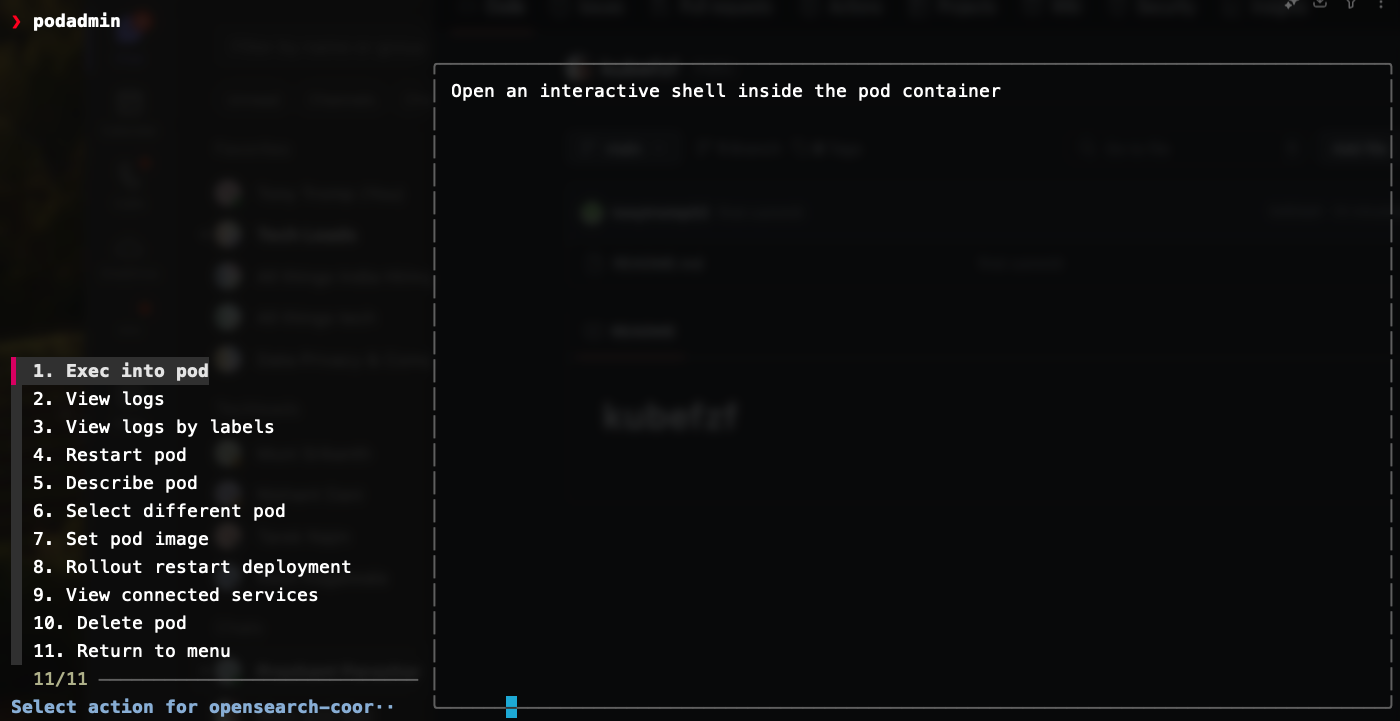 ❯ podadmin
Open an interactive shell inside the pod container
1. Exec into pod
2. View logs
3. View logs by labels
4. Restart pod
5. Describe pod
6. Select different pod
7. Set pod image
8. Rollout restart deployment
9. View connected services
10. Delete pod
11. Return to menu
11/11
Select action for opensearch-coor··
kubefzf